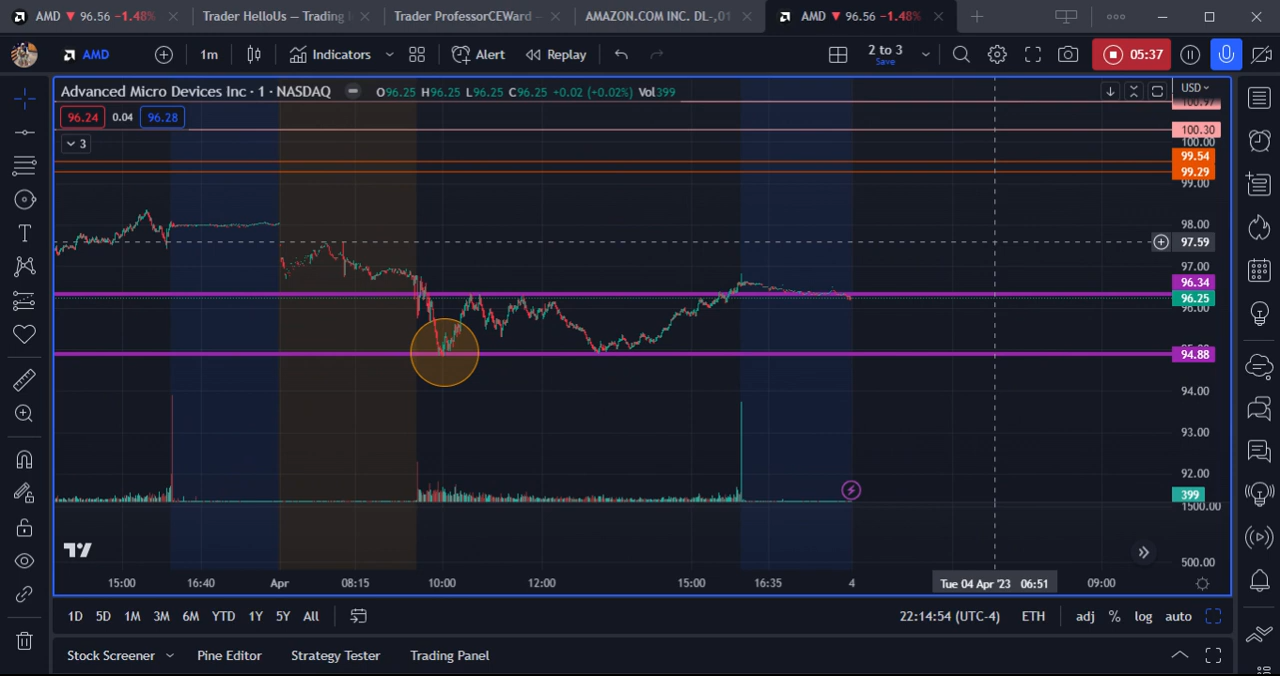 AMD ▼ 96.56 −1.48%
Trader HelloUs — Trading I
Trader ProfessorCEWard —
AMAZON.COM INC. DL-,01
AMD ▼ 96.56 −1.48%
AMD
1m
Indicators
Alert
Replay
2 to 3
Save
05:37
Advanced Micro Devices Inc · 1 · NASDAQ
O96.25 H96.25 L96.25 C96.25 +0.02 (+0.02%) Vol399
USD
96.24 0.04 96.28
3
100.97
100.30
100.00
99.54
99.29
99.00
98.00
97.59
97.00
96.34
96.25
96.00
94.88
94.00
93.00
92.00
399
1500.00
500.00
15:00 16:40 Apr 08:15 10:00 12:00 15:00 16:35 4 Tue 04 Apr '23 06:51 09:00
1D 5D 1M 3M 6M YTD 1Y 5Y All
22:14:54 (UTC-4) ETH adj % log auto
Stock Screener Pine Editor Strategy Tester Trading Panel